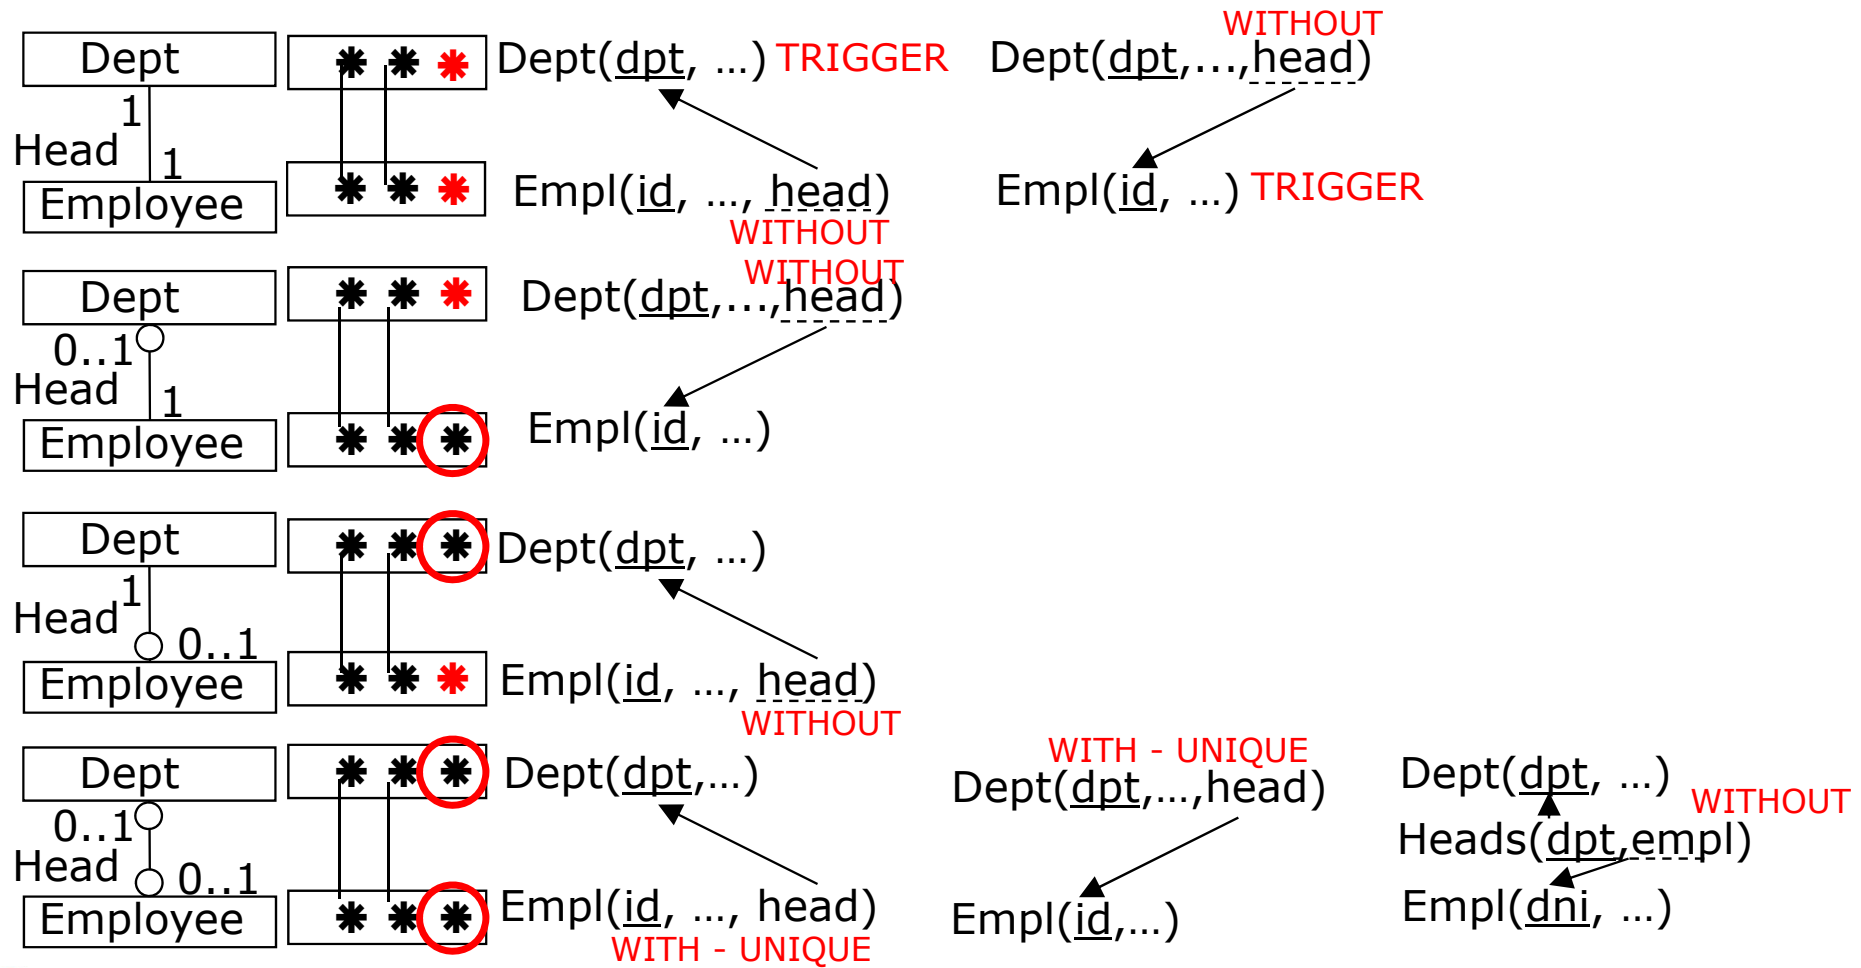 WITHOUT
Dept Dept(dpt, ...) TRIGGER Dept(dpt,...,head)
1
Head
1
Employee Empl(id, ..., head) Empl(id, ...) TRIGGER
WITHOUT
WITHOUT
Dept Dept(dpt,...,head)
0..1
Head
1
Employee Empl(id, ...)
Dept Dept(dpt, ...)
1
Head
0..1
Employee Empl(id, ..., head)
WITHOUT
WITH - UNIQUE
Dept Dept(dpt,...) Dept(dpt,...,head) Dept(dpt, ...)
WITHOUT
0..1
Heads(dpt,empl)
Head
0..1
Employee Empl(id, ..., head) Empl(id,...) Empl(dni, ...)
WITH - UNIQUE